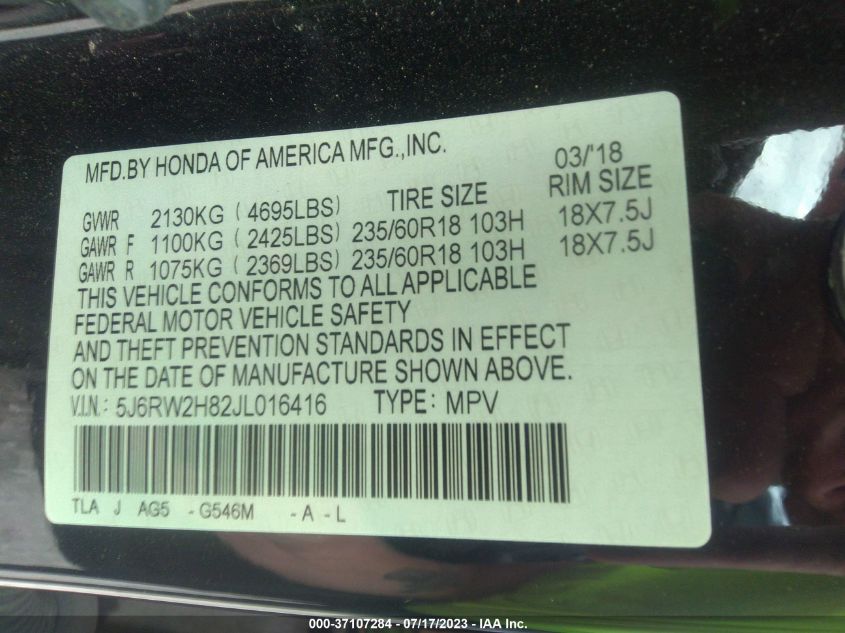 MFD.BY HONDA OF AMERICA MFG.,INC. 03/'18
TIRE SIZE RIM SIZE
GVWR 2130KG ( 4695LBS)
GAWR F 1100KG ( 2425LBS) 235/60R18 103H 18X7.5J
GAWR R 1075KG ( 2369LBS) 235/60R18 103H 18X7.5J
THIS VEHICLE CONFORMS TO ALL APPLICABLE
FEDERAL MOTOR VEHICLE SAFETY
AND THEFT PREVENTION STANDARDS IN EFFECT
ON THE DATE OF MANUFACTURE SHOWN ABOVE.
V.I.N.: 5J6RW2H82JL016416 TYPE: MPV
TLA J AG5 -G546M -A -L
000-37107284 - 07/17/2023 - IAA Inc.